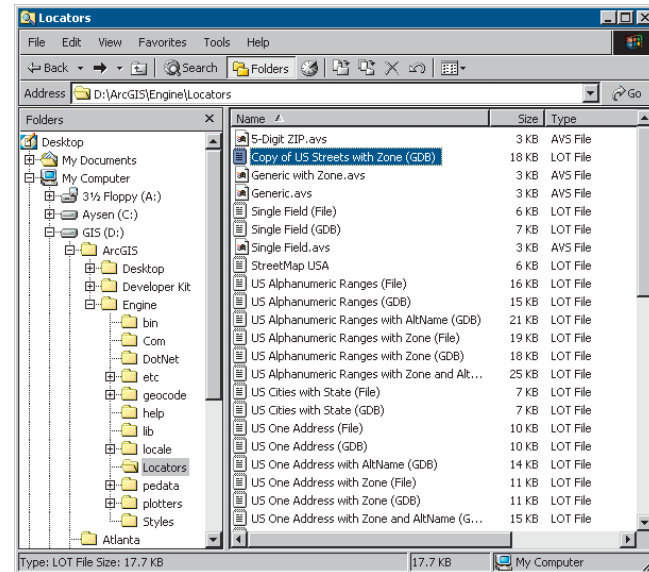 Locators
File Edit View Favorites Tools Help
Back Search Folders
Address D:\ArcGIS\Engine\Locators Go
Folders
Desktop
My Documents
My Computer
3½ Floppy (A:)
Aysen (C:)
GIS (D:)
ArcGIS
Desktop
Developer Kit
Engine
bin
Com
DotNet
etc
geocode
help
lib
locale
Locators
pedata
plotters
Styles
Atlanta
Name Size Type
5-Digit ZIP.avs 3 KB AVS File
Copy of US Streets with Zone (GDB) 18 KB LOT File
Generic with Zone.avs 3 KB AVS File
Generic.avs 3 KB AVS File
Single Field (File) 6 KB LOT File
Single Field (GDB) 7 KB LOT File
Single Field.avs 3 KB AVS File
StreetMap USA 6 KB LOT File
US Alphanumeric Ranges (File) 16 KB LOT File
US Alphanumeric Ranges (GDB) 15 KB LOT File
US Alphanumeric Ranges with AltName (GDB) 21 KB LOT File
US Alphanumeric Ranges with Zone (File) 19 KB LOT File
US Alphanumeric Ranges with Zone (GDB) 18 KB LOT File
US Alphanumeric Ranges with Zone and Alt... 25 KB LOT File
US Cities with State (File) 7 KB LOT File
US Cities with State (GDB) 7 KB LOT File
US One Address (File) 10 KB LOT File
US One Address (GDB) 10 KB LOT File
US One Address with AltName (GDB) 14 KB LOT File
US One Address with Zone (File) 11 KB LOT File
US One Address with Zone (GDB) 11 KB LOT File
US One Address with Zone and AltName (G... 15 KB LOT File
Type: LOT File Size: 17.7 KB 17.7 KB My Computer